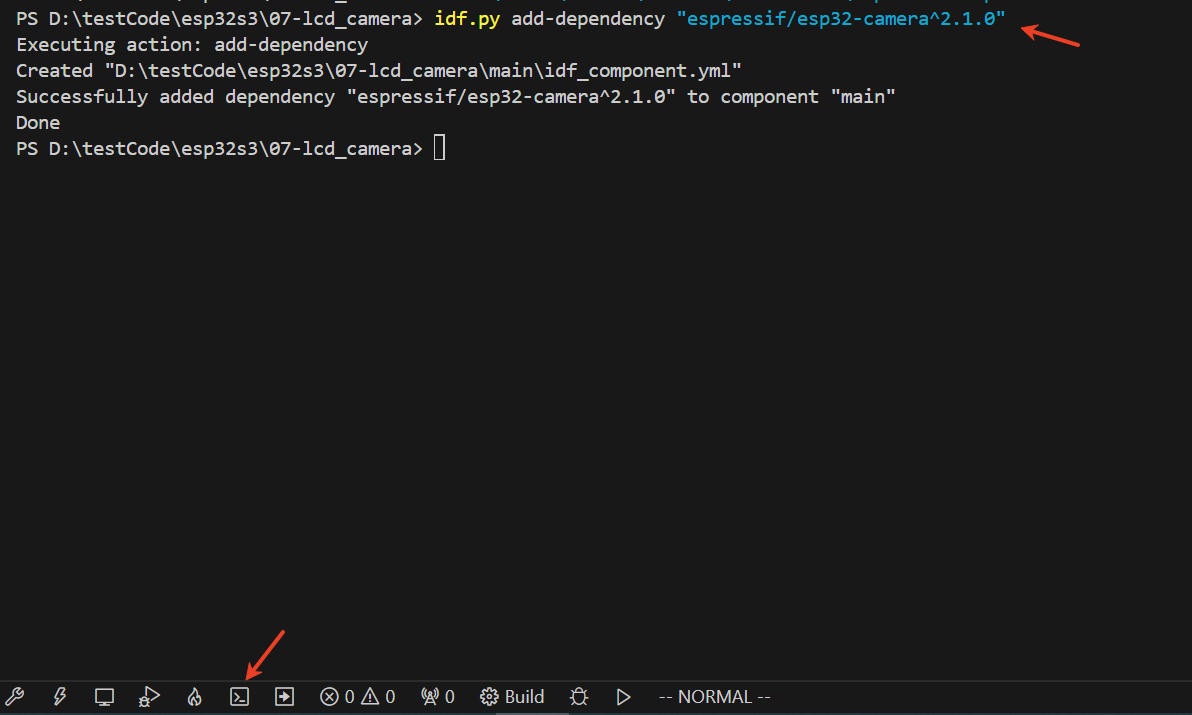 PS D:\testCode\esp32s3\07-lcd_camera> idf.py add-dependency "espressif/esp32-camera^2.1.0"
Executing action: add-dependency
Created "D:\testCode\esp32s3\07-lcd_camera\main\idf_component.yml"
Successfully added dependency "espressif/esp32-camera^2.1.0" to component "main"
Done
PS D:\testCode\esp32s3\07-lcd_camera>
0 0 0 Build -- NORMAL --